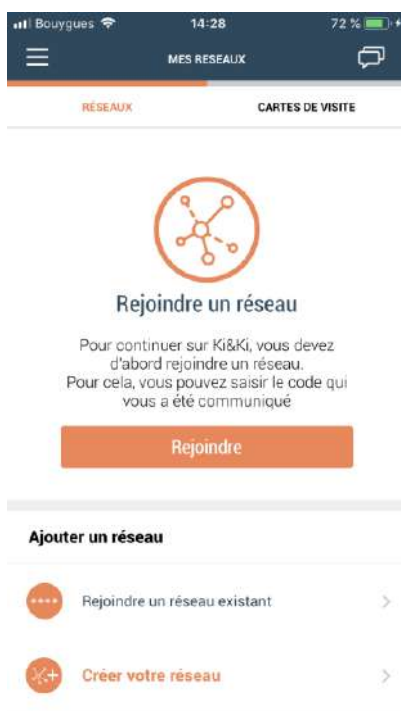 Bouygues 14:28 72 %
MES RESEAUX
RÉSEAUX CARTES DE VISITE
Rejoindre un réseau
Pour continuer sur Ki&Ki, vous devez
d'abord rejoindre un réseau.
Pour cela, vous pouvez saisir le code qui
vous a été communiqué
Rejoindre
Ajouter un réseau
Rejoindre un réseau existant
Créer votre réseau